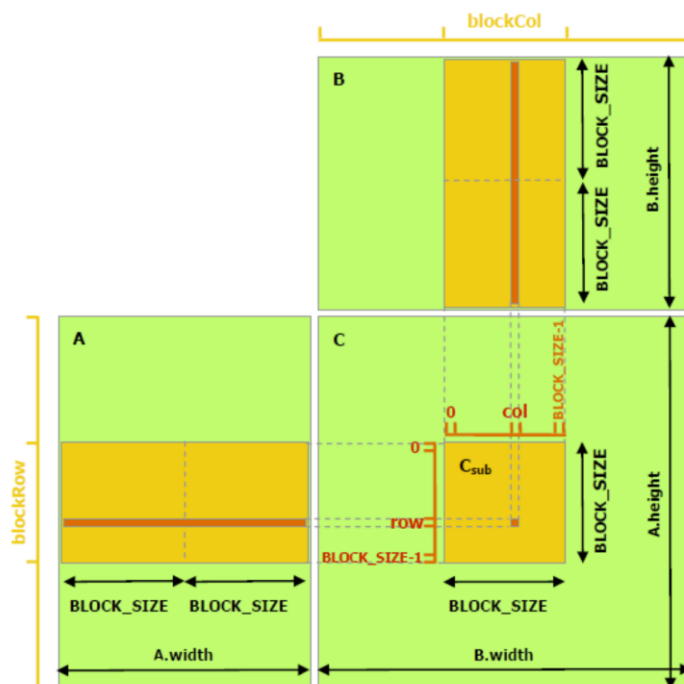 blockCol
B
BLOCK_SIZE
BLOCK_SIZE
B.height
A
C
BLOCK_SIZE-1
0
col
0
Csub
BLOCK_SIZE
blockRow
row
BLOCK_SIZE-1
A.height
BLOCK_SIZE
BLOCK_SIZE
BLOCK_SIZE
A.width
B.width